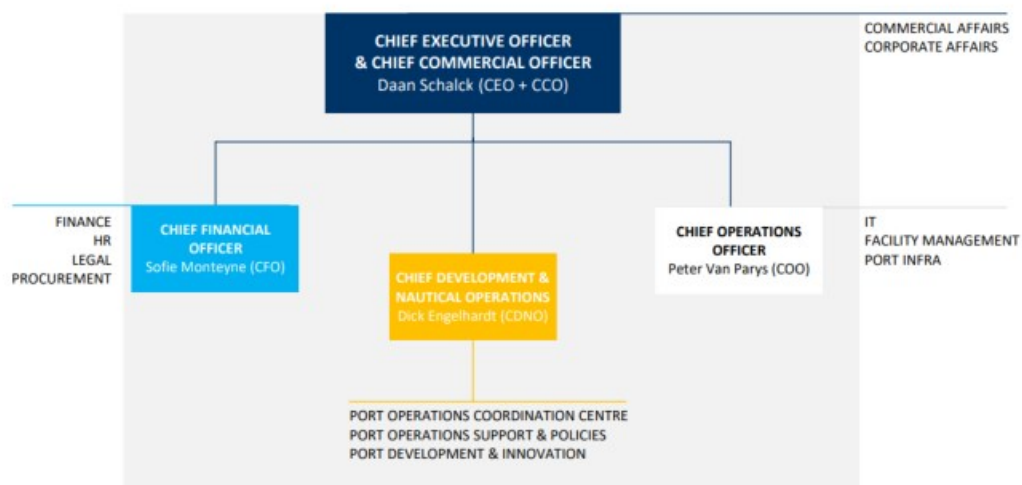 CHIEF EXECUTIVE OFFICER
& CHIEF COMMERCIAL OFFICER
Daan Schalck (CEO + CCO)
COMMERCIAL AFFAIRS
CORPORATE AFFAIRS
FINANCE
HR
LEGAL
PROCUREMENT
CHIEF FINANCIAL
OFFICER
Sofie Monteyne (CFO)
CHIEF DEVELOPMENT &
NAUTICAL OPERATIONS
Dick Engelhardt (CDNO)
CHIEF OPERATIONS
OFFICER
Peter Van Parys (COO)
IT
FACILITY MANAGEMENT
PORT INFRA
PORT OPERATIONS COORDINATION CENTRE
PORT OPERATIONS SUPPORT & POLICIES
PORT DEVELOPMENT & INNOVATION